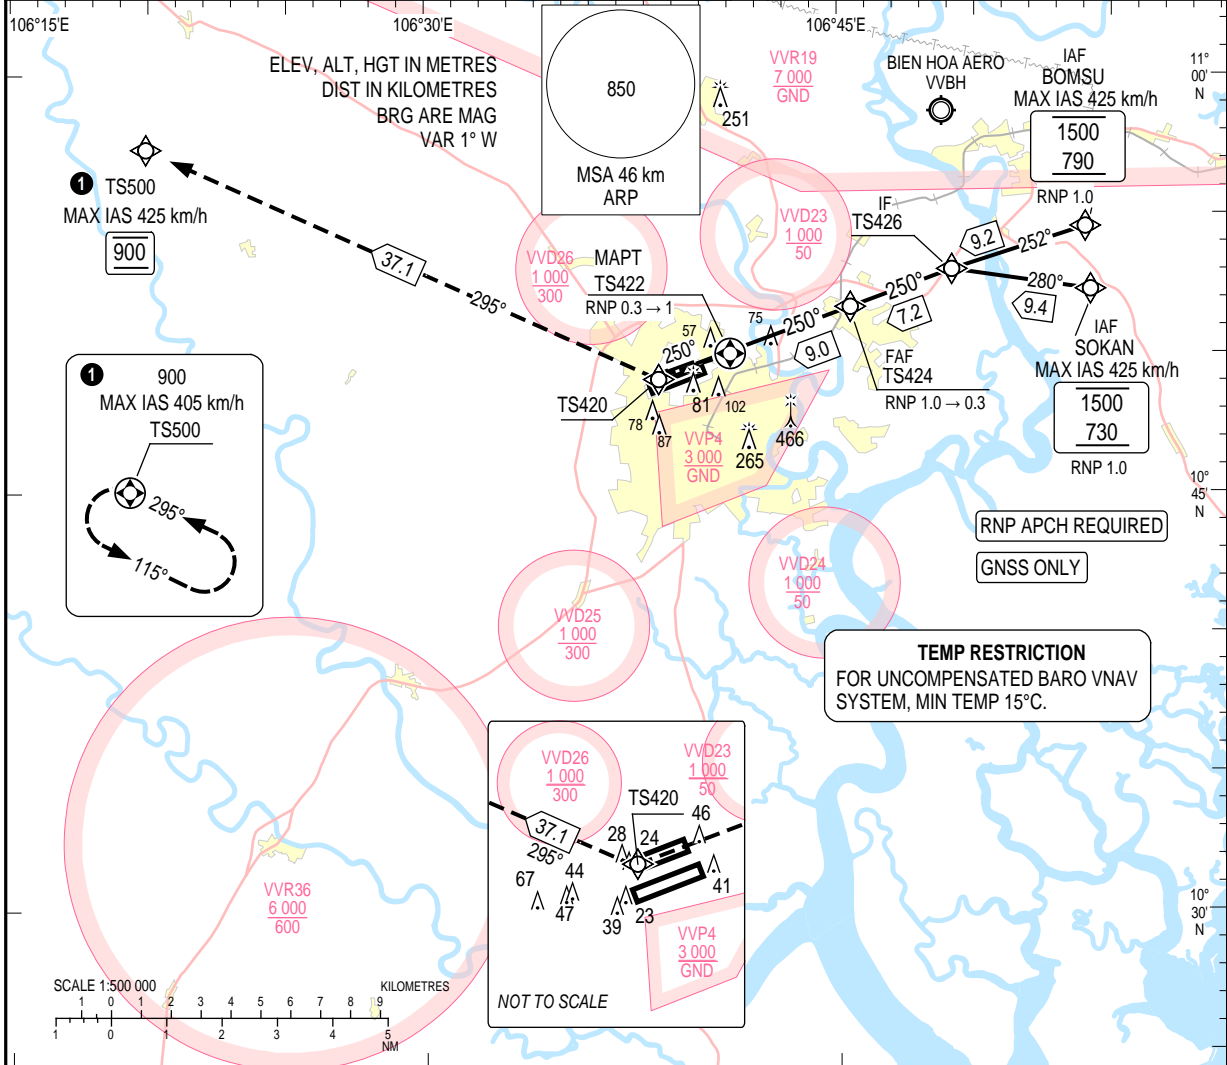 106°15'E
106°30'E
106°45'E
11°
00'
N
ELEV, ALT, HGT IN METRES
DIST IN KILOMETRES
BRG ARE MAG
VAR 1° W
850
MSA 46 km
ARP
251
VVR19
7 000
GND
BIEN HOA AERO
VVBH
IAF
BOMSU
MAX IAS 425 km/h
1500
790
RNP 1.0
1
TS500
MAX IAS 425 km/h
900
37.1
295°
VVD26
1 000
300
MAPT
TS422
RNP 0.3 → 1
VVD23
1 000
50
IF
TS426
9.2
252°
250°
280°
9.4
7.2
IAF
SOKAN
MAX IAS 425 km/h
1500
730
RNP 1.0
75
250°
9.0
FAF
TS424
RNP 1.0 → 0.3
57
250°
TS420
78
87
81
102
466
265
VVP4
3 000
GND
1
900
MAX IAS 405 km/h
TS500
295°
115°
10°
45'
N
RNP APCH REQUIRED
GNSS ONLY
VVD24
1 000
50
VVD25
1 000
300
TEMP RESTRICTION
FOR UNCOMPENSATED BARO VNAV
SYSTEM, MIN TEMP 15°C.
VVD26
1 000
300
VVD23
1 000
50
TS420
46
37.1
295°
28
24
67
44
47
39
23
41
VVP4
3 000
GND
NOT TO SCALE
VVR36
6 000
600
10°
30'
N
SCALE 1:500 000
KILOMETRES
1 0 1 2 3 4 5 6 7 8 9
1 0 1 2 3 4 5
NM